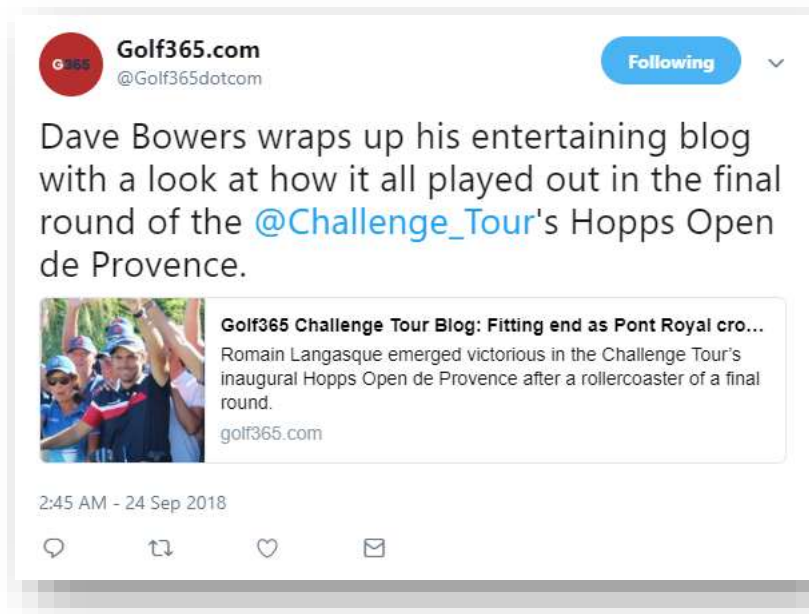 G365
Golf365.com
@Golf365dotcom
Following
Dave Bowers wraps up his entertaining blog
with a look at how it all played out in the final
round of the @Challenge_Tour's Hopps Open
de Provence.
Golf365 Challenge Tour Blog: Fitting end as Pont Royal cro...
Romain Langasque emerged victorious in the Challenge Tour's
inaugural Hopps Open de Provence after a rollercoaster of a final
round.
golf365.com
2:45 AM - 24 Sep 2018